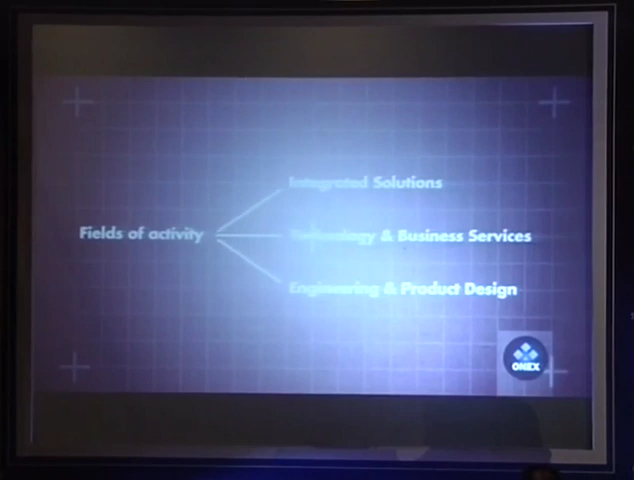 Integrated Solutions
Fields of activity
Technology & Business Services
Engineering & Product Design
ONEX